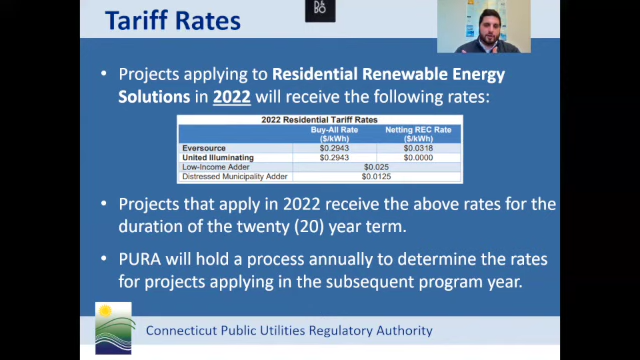 DABO
Tariff Rates
• Projects applying to Residential Renewable Energy
Solutions in 2022 will receive the following rates:
2022 Residential Tariff Rates
Buy-All Rate ($/kWh) Netting REC Rate ($/kWh)
Eversource $0.2943 $0.0318
United Illuminating $0.2943 $0.0000
Low-Income Adder $0.025
Distressed Municipality Adder $0.0125
• Projects that apply in 2022 receive the above rates for the
duration of the twenty (20) year term.
• PURA will hold a process annually to determine the rates
for projects applying in the subsequent program year.
Connecticut Public Utilities Regulatory Authority